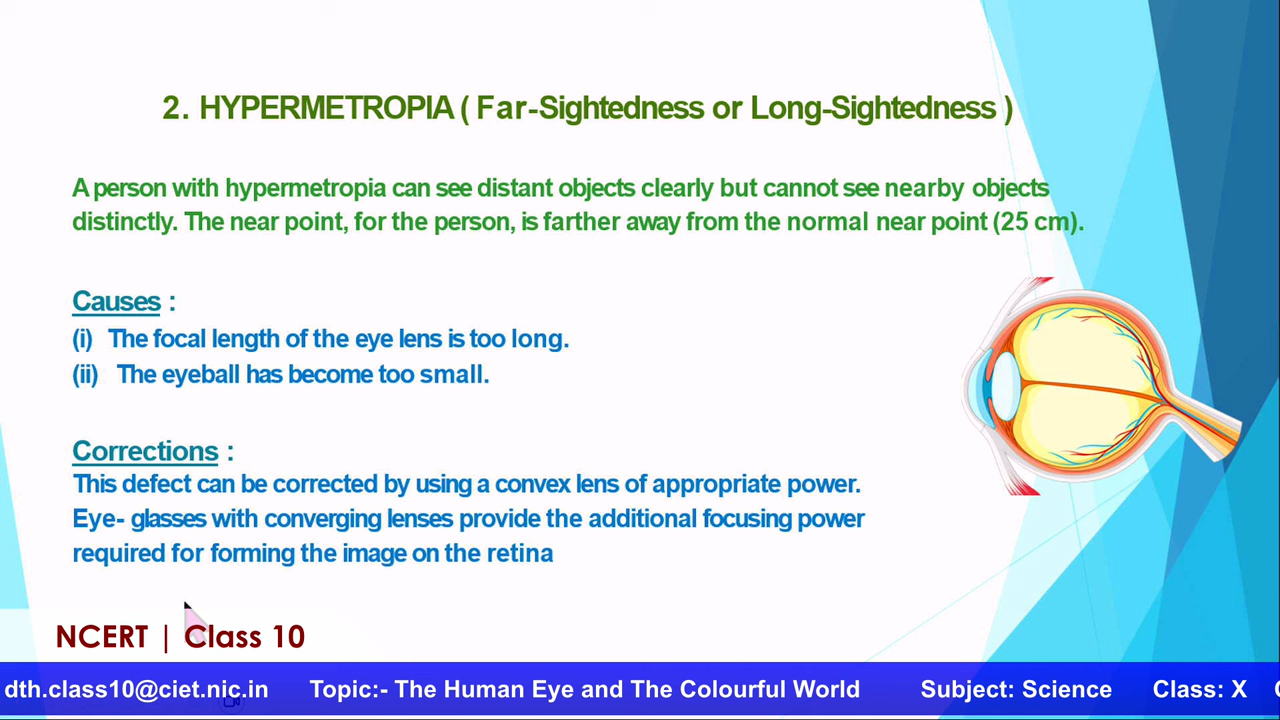 2. HYPERMETROPIA ( Far-Sightedness or Long-Sightedness )
A person with hypermetropia can see distant objects clearly but cannot see nearby objects
distinctly. The near point, for the person, is farther away from the normal near point (25 cm).
Causes :
(i) The focal length of the eye lens is too long.
(ii) The eyeball has become too small.
Corrections :
This defect can be corrected by using a convex lens of appropriate power.
Eye- glasses with converging lenses provide the additional focusing power
required for forming the image on the retina
NCERT | Class 10
dth.class10@ciet.nic.in Topic:- The Human Eye and The Colourful World Subject: Science Class: X